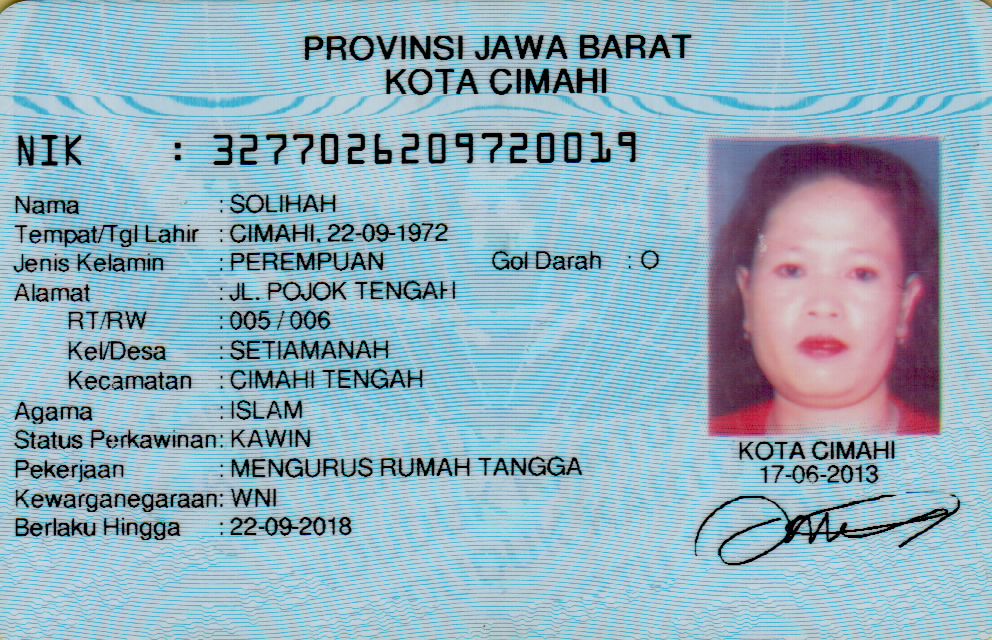 PROVINSI JAWA BARAT
KOTA CIMAHI
NIK : 3277026209720019
Nama : SOLIHAH
Tempat/Tgl Lahir : CIMAHI, 22-09-1972
Jenis Kelamin : PEREMPUAN Gol Darah : O
Alamat : JL. POJOK TENGAH
RT/RW : 005 / 006
Kel/Desa : SETIAMANAH
Kecamatan : CIMAHI TENGAH
Agama : ISLAM
Status Perkawinan: KAWIN
Pekerjaan : MENGURUS RUMAH TANGGA
Kewarganegaraan: WNI
Berlaku Hingga : 22-09-2018
KOTA CIMAHI
17-06-2013